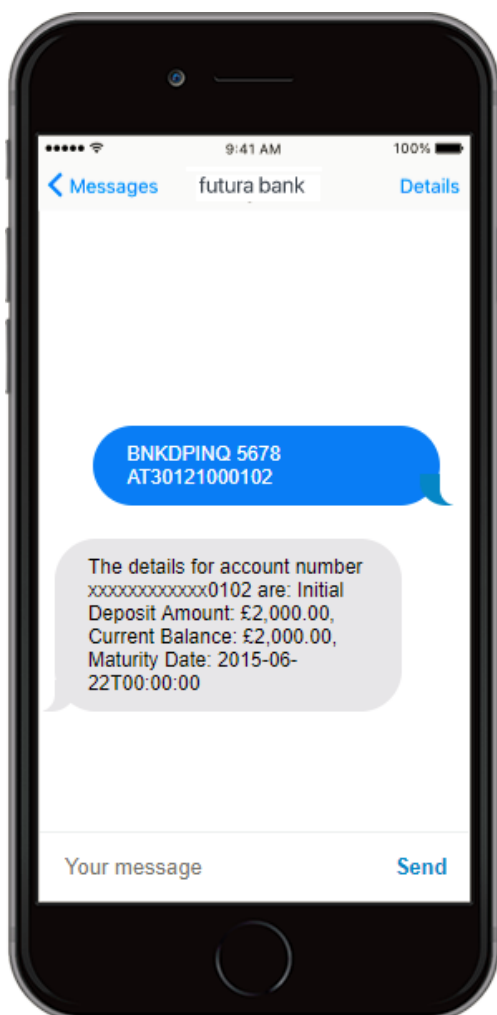 9:41 AM
100%
Messages
futura bank
Details
BNKDPINQ 5678
AT30121000102
The details for account number
xxxxxxxxxxxx0102 are: Initial
Deposit Amount: £2,000.00,
Current Balance: £2,000.00,
Maturity Date: 2015-06-
22T00:00:00
Your message
Send